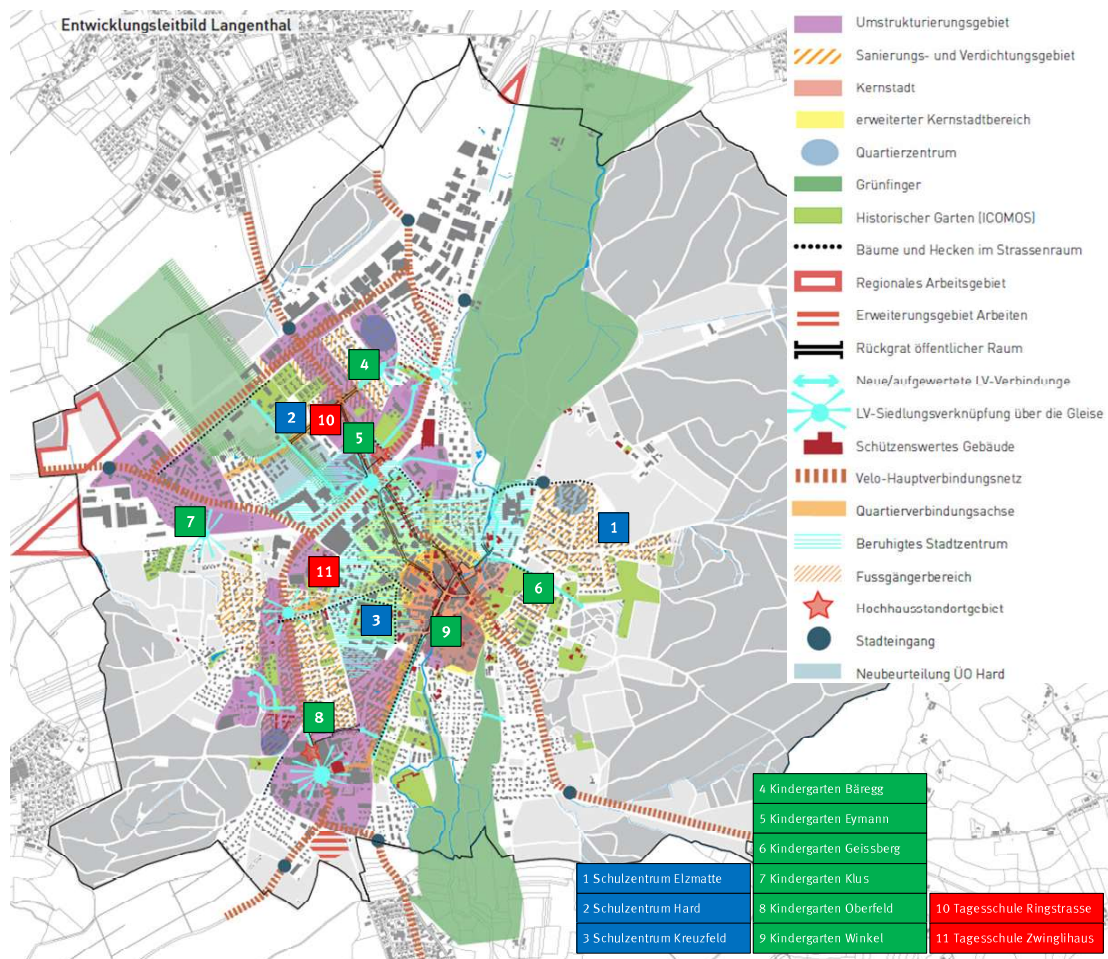 Entwicklungsleitbild Langenthal
Umstrukturierungsgebiet
Sanierungs- und Verdichtungsgebiet
Kernstadt
erweiterter Kernstadtbereich
Quartierzentrum
Grünfinger
Historischer Garten (ICOMOS)
Bäume und Hecken im Strassenraum
Regionales Arbeitsgebiet
Erweiterungsgebiet Arbeiten
Rückgrat öffentlicher Raum
Neue/aufgewertete LV-Verbindunge
LV-Siedlungsverknüpfung über die Gleise
Schützenswertes Gebäude
Velo-Hauptverbindungsnetz
Quartierverbindungsachse
Beruhigtes Stadtzentrum
Fussgängerbereich
Hochhausstandortgebiet
Stadteingang
Neubeurteilung ÜO Hard
4
2
10
5
7
1
11
6
3
9
8
1 Schulzentrum Elzmatte
2 Schulzentrum Hard
3 Schulzentrum Kreuzfeld
4 Kindergarten Bäregg
5 Kindergarten Eymann
6 Kindergarten Geissberg
7 Kindergarten Klus
8 Kindergarten Oberfeld
9 Kindergarten Winkel
10 Tagesschule Ringstrasse
11 Tagesschule Zwinglihaus